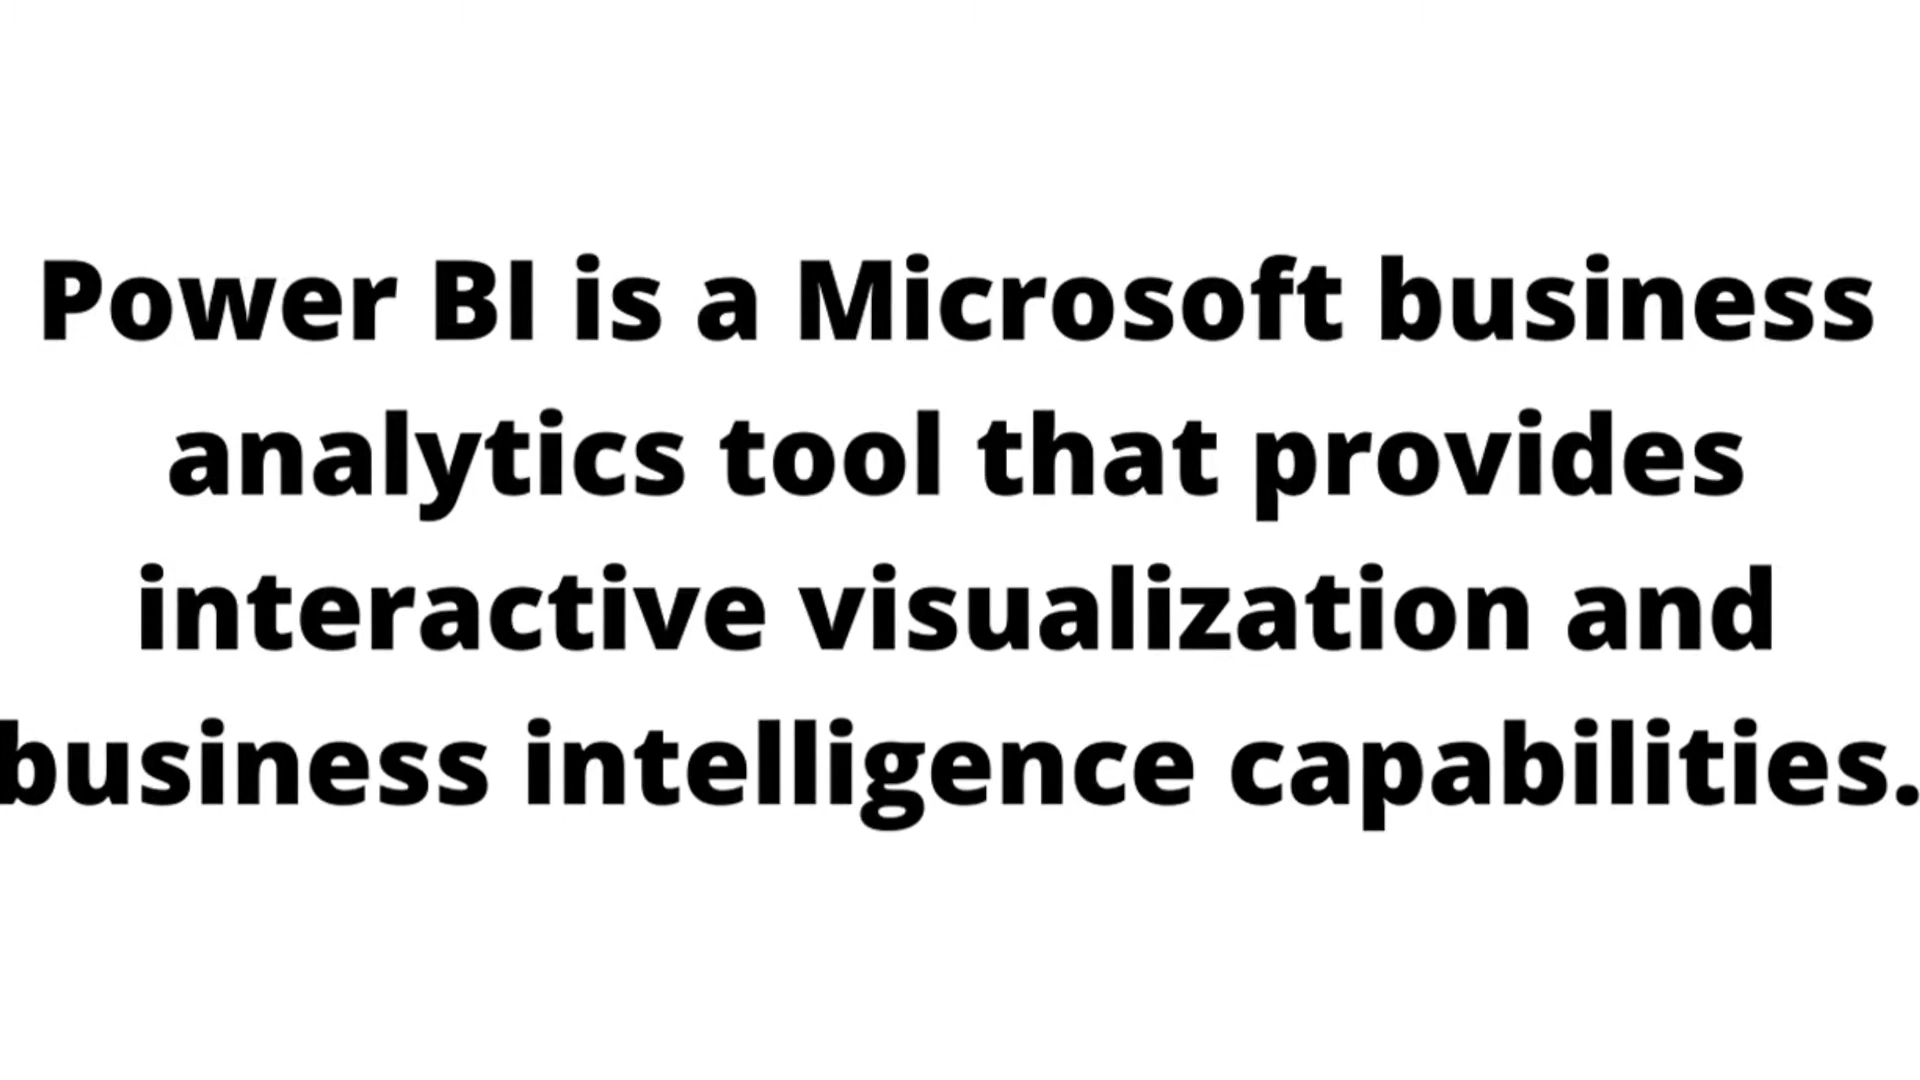 Power BI is a Microsoft business
analytics tool that provides
interactive visualization and
business intelligence capabilities.